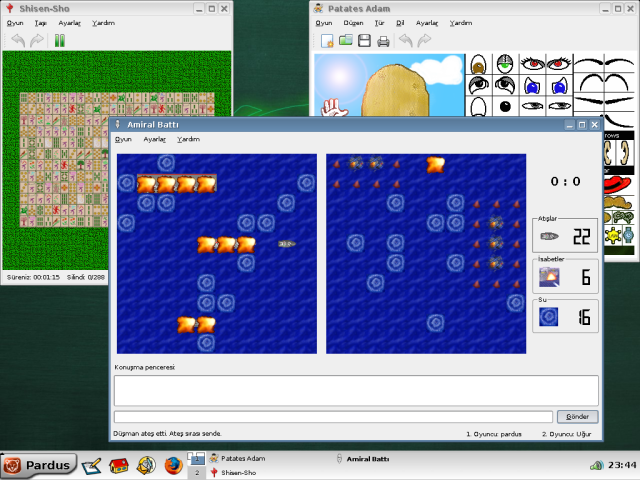 Shisen-Sho
Oyun Taşı Ayarlar Yardım
Süreniz: 00:01:15 Silindi: 0/288
Patates Adam
Oyun Düzen Tür Dil Ayarlar Yardım
Amiral Battı
Oyun Ayarlar Yardım
0 : 0
Atışlar
22
İsabetler
6
Su
16
Konuşma penceresi:
Gönder
Düşman ateş etti. Ateş sırası sende.
1. Oyuncu: pardus 2. Oyuncu: Uğur
Pardus
1
2
Patates Adam
Shisen-Sho
Amiral Battı
23:44